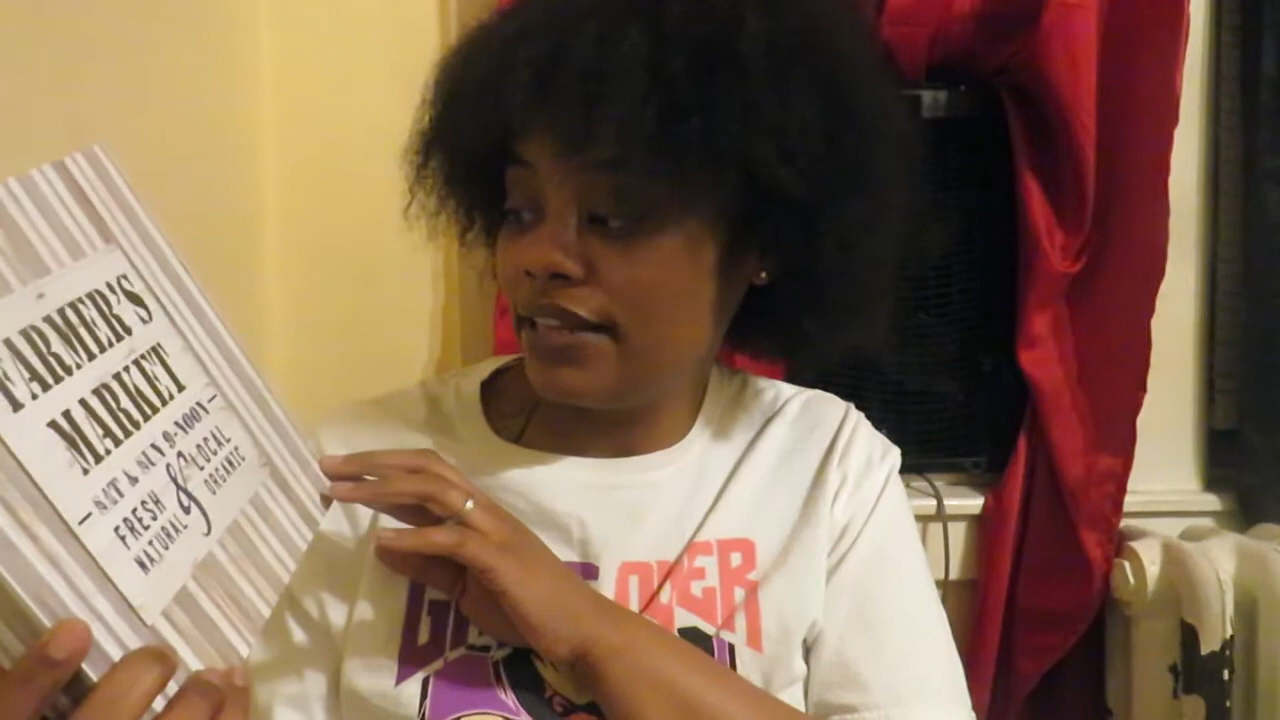 FARMER'S
MARKET
- SAT & SUN 9-NOON -
FRESH & LOCAL
NATURAL ORGANIC
OVER